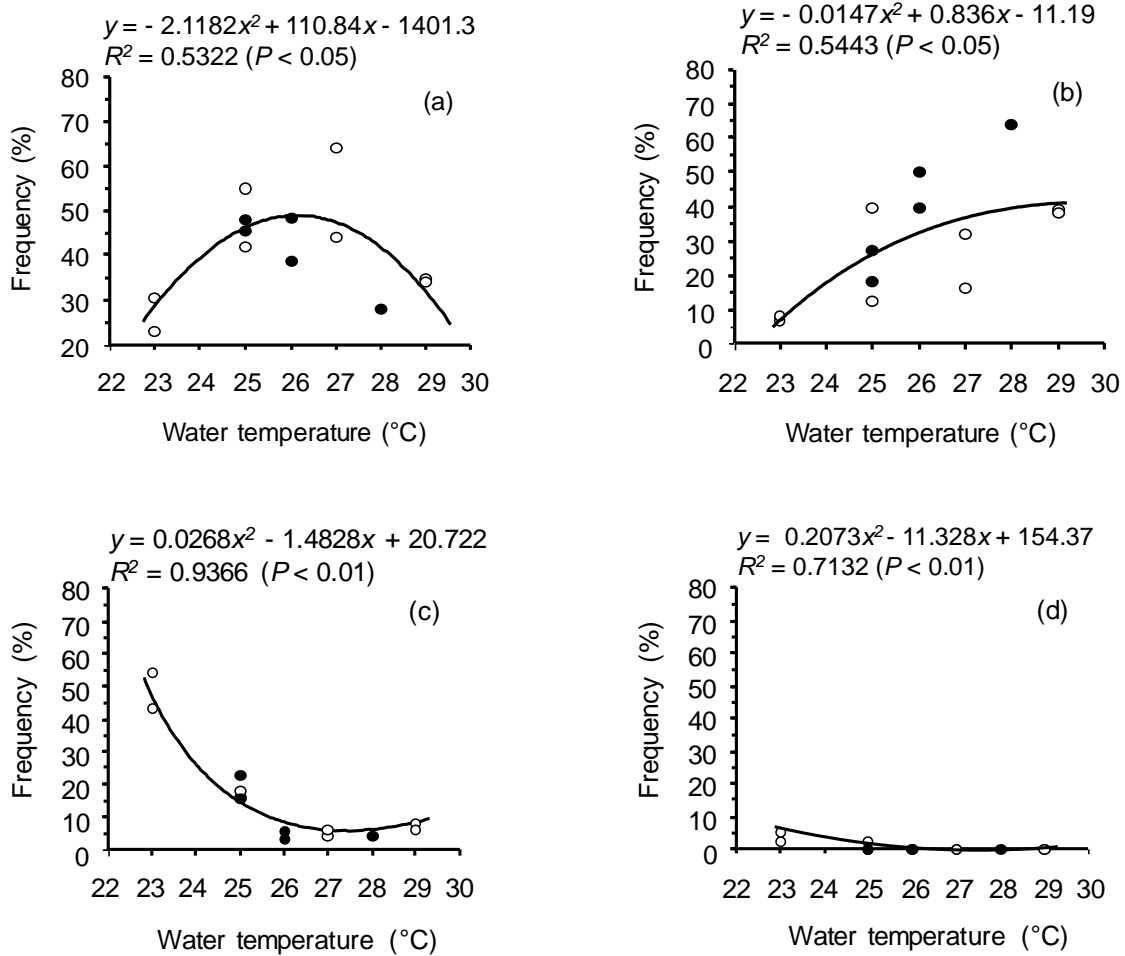 y = - 2.1182x² + 110.84x - 1401.3
R² = 0.5322 (P < 0.05)
(a)
80
70
60
50
40
30
20
Frequency (%)
22 23 24 25 26 27 28 29 30
Water temperature (°C)
y = - 0.0147x² + 0.836x - 11.19
R² = 0.5443 (P < 0.05)
(b)
80
70
60
50
40
30
20
10
0
Frequency (%)
22 23 24 25 26 27 28 29 30
Water temperature (°C)
y = 0.0268x² - 1.4828x + 20.722
R² = 0.9366 (P < 0.01)
(c)
80
70
60
50
40
30
20
10
0
Frequency (%)
22 23 24 25 26 27 28 29 30
Water temperature (°C)
y = 0.2073x² - 11.328x + 154.37
R² = 0.7132 (P < 0.01)
(d)
80
70
60
50
40
30
20
10
0
Frequency (%)
22 23 24 25 26 27 28 29 30
Water temperature (°C)